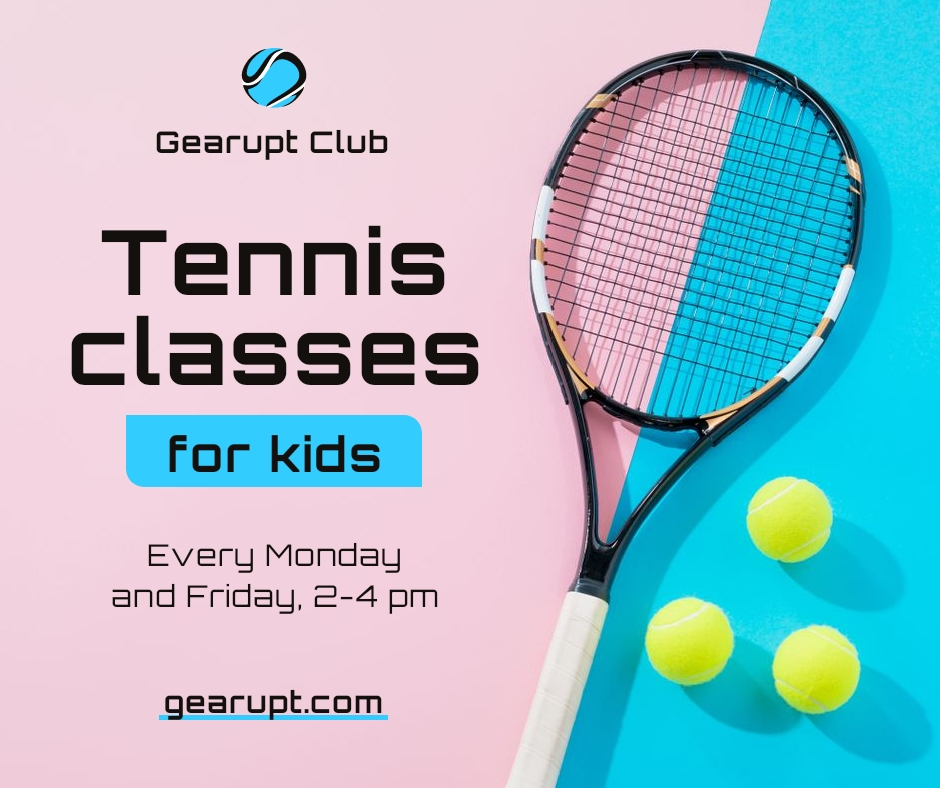 Gearupt Club
Tennis
classes
for kids
Every Monday
and Friday, 2-4 pm
gearupt.com